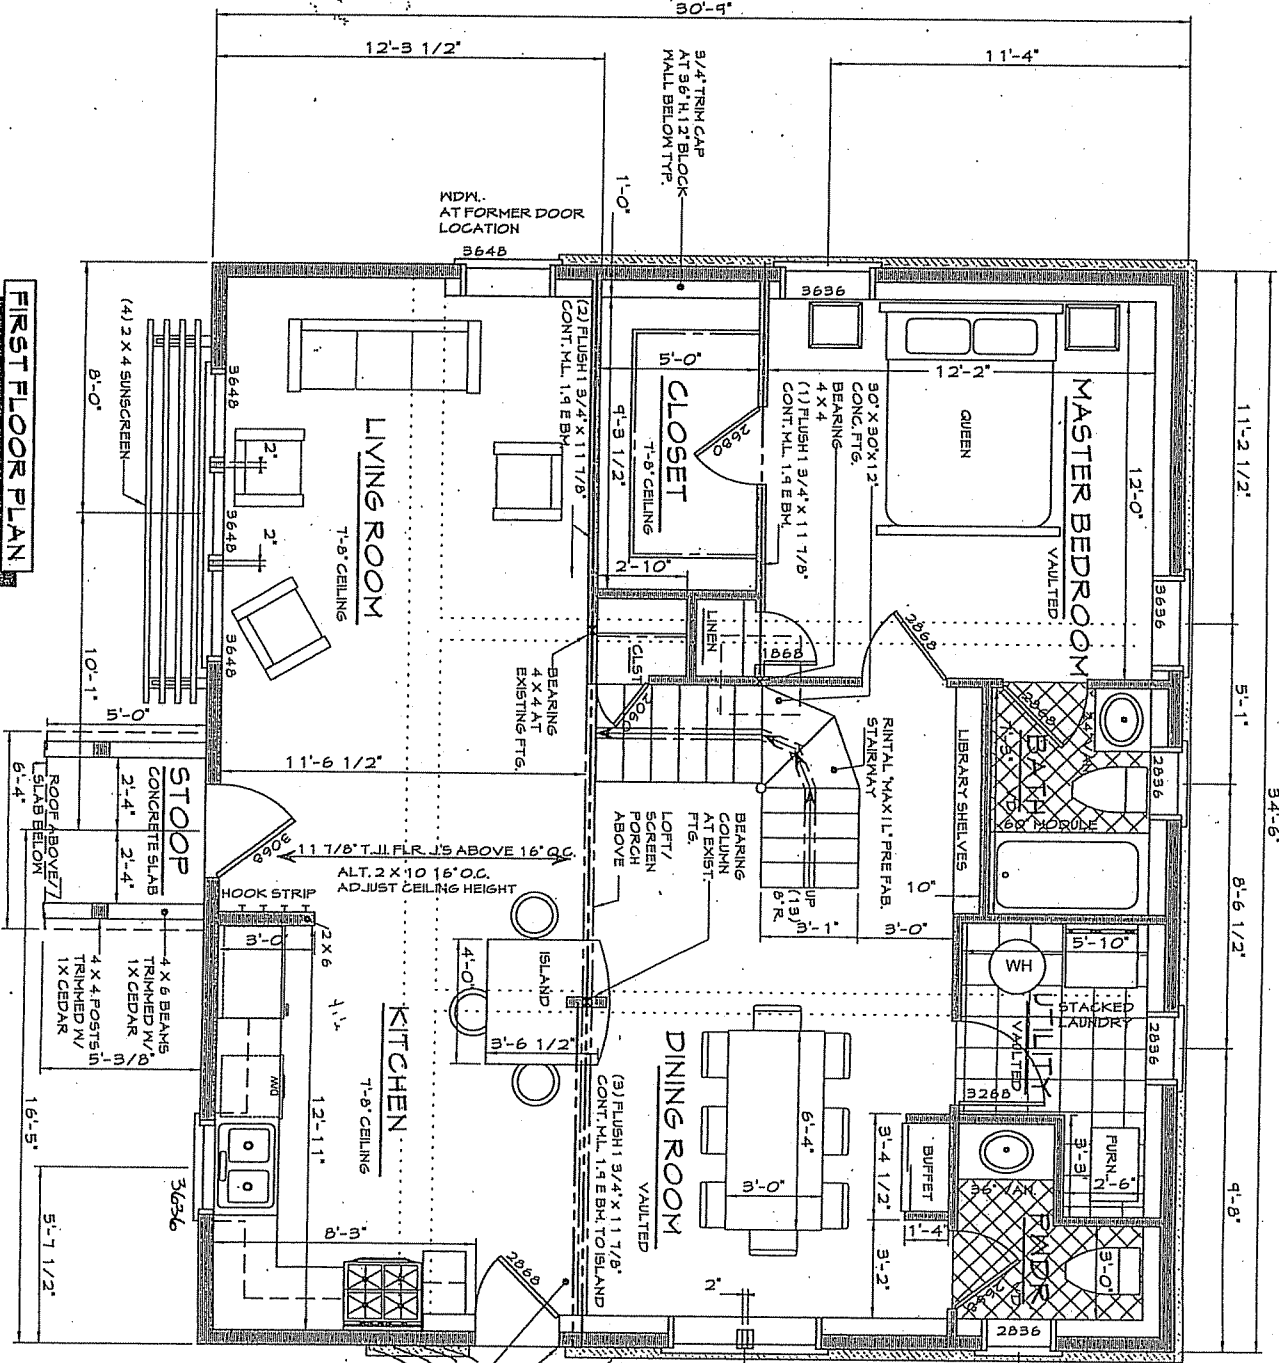 30'-9"
12'-3 1/2"
11'-4"
3/4" TRIM CAP
AT 36" H. 12" BLOCK
WALL BELOW TYP.
1'-0"
WDW.
AT FORMER DOOR
LOCATION
3648
3636
FIRST FLOOR PLAN
(4) 2 X 4 SUNSCREEN
8'-0"
10'-1"
16'-5"
5'-7 1/2"
3648
3648
3648
2"
2"
LIVING ROOM
7'-8" CEILING
(2) FLUSH 1 3/4" X 11 7/8"
CONT. M.L. 1.9 E BM.
5'-0"
CLOSET
7'-8" CEILING
9'-3 1/2"
2680
2'-10"
30" X 30" X 12"
CONC. FTG.
BEARING
4 X 4
(1) FLUSH 1 3/4" X 11 7/8"
CONT. M.L. 1.9 E BM.
12'-2"
QUEEN
MASTER BEDROOM
VAULTED
12'-0"
11'-2 1/2"
5'-1"
8'-6 1/2"
9'-8"
34'-6"
3636
LINEN
1868
2868
CLST
2060
BEARING
4 X 4 AT
EXISTING FTG.
RINTAL "MAXI L" PRE FAB.
STAIRWAY
LIBRARY SHELVES
BATH
2868
2836
60" MODULE
10"
UP
(13)
8" R.
3'-1"
3'-0"
5'-0"
6'-4"
STOOP
CONCRETE SLAB
2'-4"
2'-4"
ROOF ABOVE/
SLAB BELOW
3068
11'-6 1/2"
11 7/8" T.J.I. FLR. J'S ABOVE 16" O.C.
ALT. 2 X 10 16" O.C.
ADJUST CEILING HEIGHT
HOOK STRIP
2 X 6
BEARING
COLUMN
AT EXIST.
FTG.
LOFT/
SCREEN
PORCH
ABOVE
4 X 6 BEAMS
TRIMMED W/
1X CEDAR
4 X 4 POSTS
TRIMMED W/
1X CEDAR
5'-3/8"
3'-0"
DW
12'-11"
KITCHEN
7'-8" CEILING
ISLAND
4'-0"
3'-6 1/2"
3636
8'-3"
2868
(3) FLUSH 1 3/4" X 11 7/8"
CONT. M.L. 1.9 E BM. TO ISLAND
DINING ROOM
VAULTED
6'-4"
3'-0"
2"
WH
5'-10"
STACKED
LAUNDRY
UTILITY
VAULTED
2836
3268
BUFFET
3'-4 1/2"
1'-4"
3'-2"
3'-3"
FURN.
2'-6"
36" VAN.
PWDR
3'-0"
2836